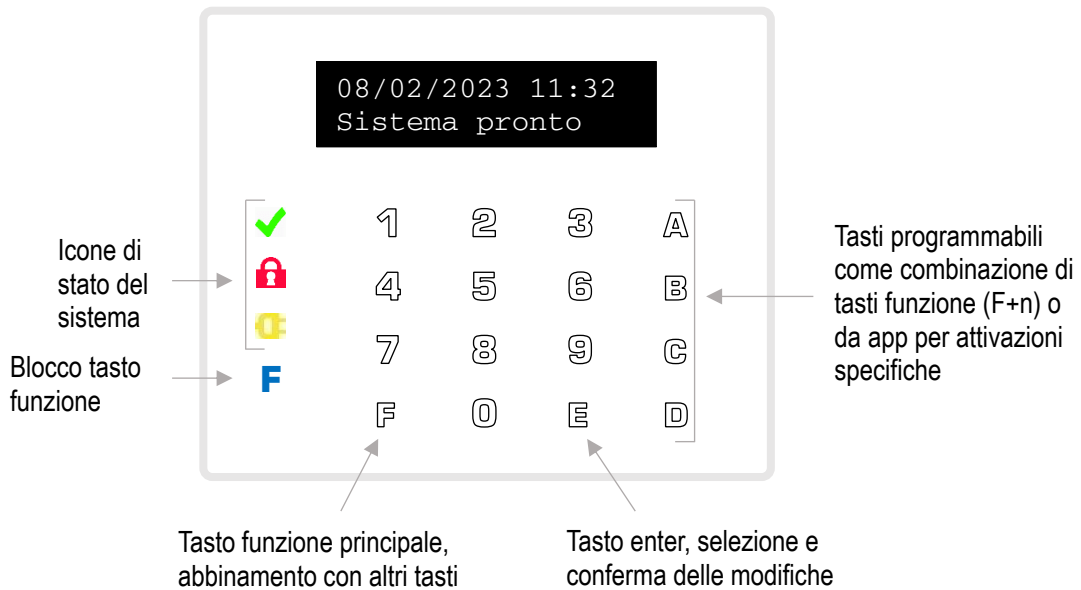 08/02/2023 11:32
Sistema pronto
1 2 3 A
4 5 6 B
7 8 9 C
F
F 0 E D
Icone di
stato del
sistema
Blocco tasto
funzione
Tasti programmabili
come combinazione di
tasti funzione (F+n) o
da app per attivazioni
specifiche
Tasto funzione principale,
abbinamento con altri tasti
Tasto enter, selezione e
conferma delle modifiche